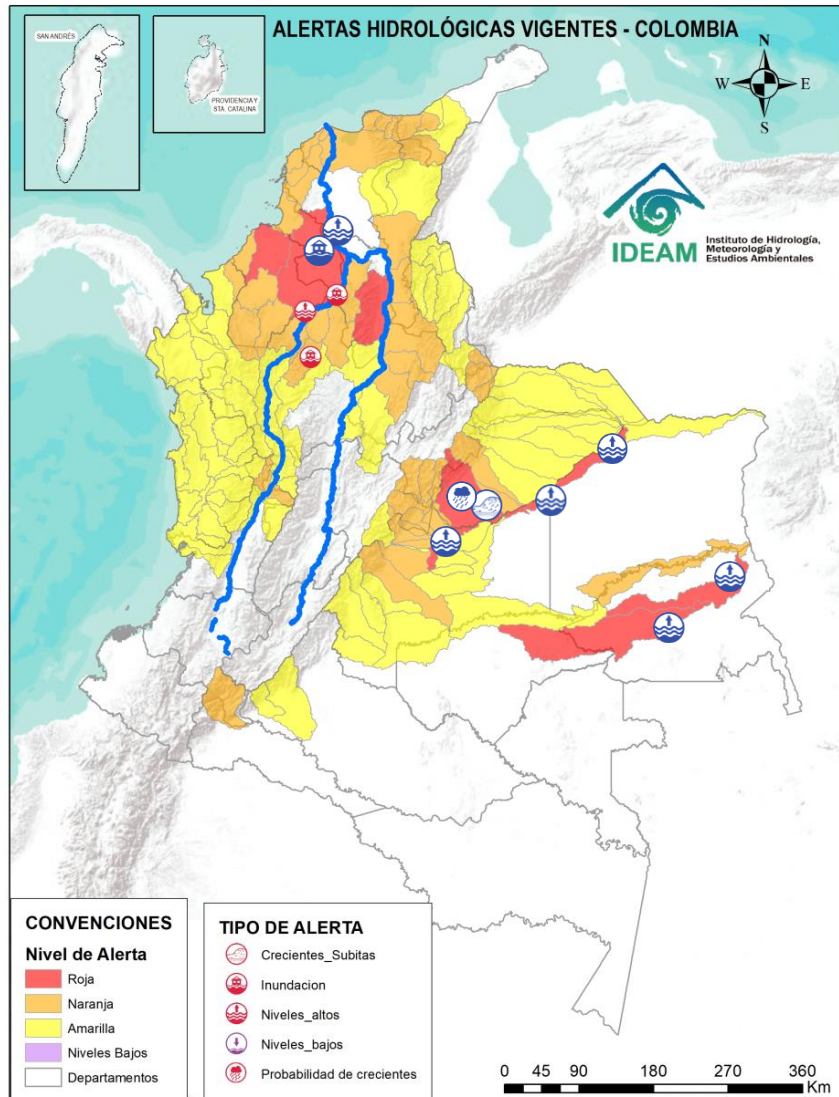 ALERTAS HIDROLÓGICAS VIGENTES - COLOMBIA
SAN ANDRÉS
PROVIDENCIA Y
STA. CATALINA
N
W
E
S
IDEAM
Instituto de Hidrología,
Meteorología y
Estudios Ambientales
CONVENCIONES
Nivel de Alerta
Roja
Naranja
Amarilla
Niveles Bajos
Departamentos
TIPO DE ALERTA
Crecientes_Subitas
Inundacion
Niveles_altos
Niveles_bajos
Probabilidad de crecientes
0 45 90 180 270 360
Km